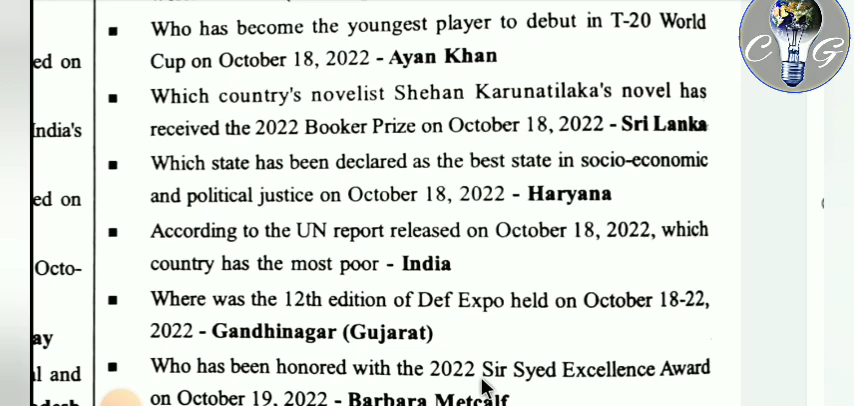 ed on
India's
ed on
Octo-
ay
l and
■ Who has become the youngest player to debut in T-20 World
Cup on October 18, 2022 - Ayan Khan
■ Which country's novelist Shehan Karunatilaka's novel has
received the 2022 Booker Prize on October 18, 2022 - Sri Lanka
■ Which state has been declared as the best state in socio-economic
and political justice on October 18, 2022 - Haryana
■ According to the UN report released on October 18, 2022, which
country has the most poor - India
■ Where was the 12th edition of Def Expo held on October 18-22,
2022 - Gandhinagar (Gujarat)
■ Who has been honored with the 2022 Sir Syed Excellence Award
on October 19, 2022 - Barbara Metcalf
C G